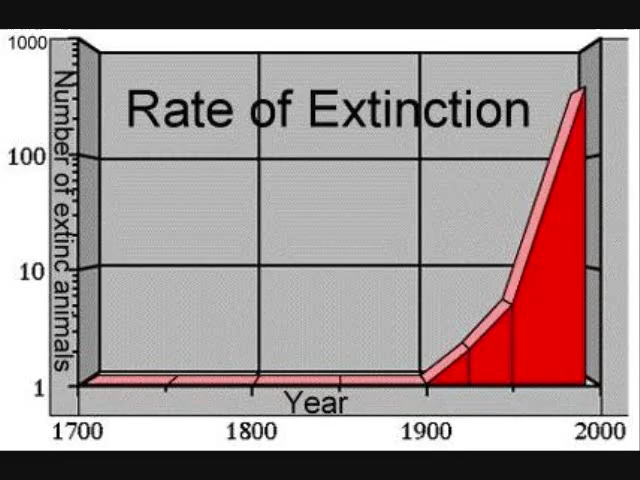 Rate of Extinction
Number of extinc animals
1000
100
10
1
Year
1700
1800
1900
2000